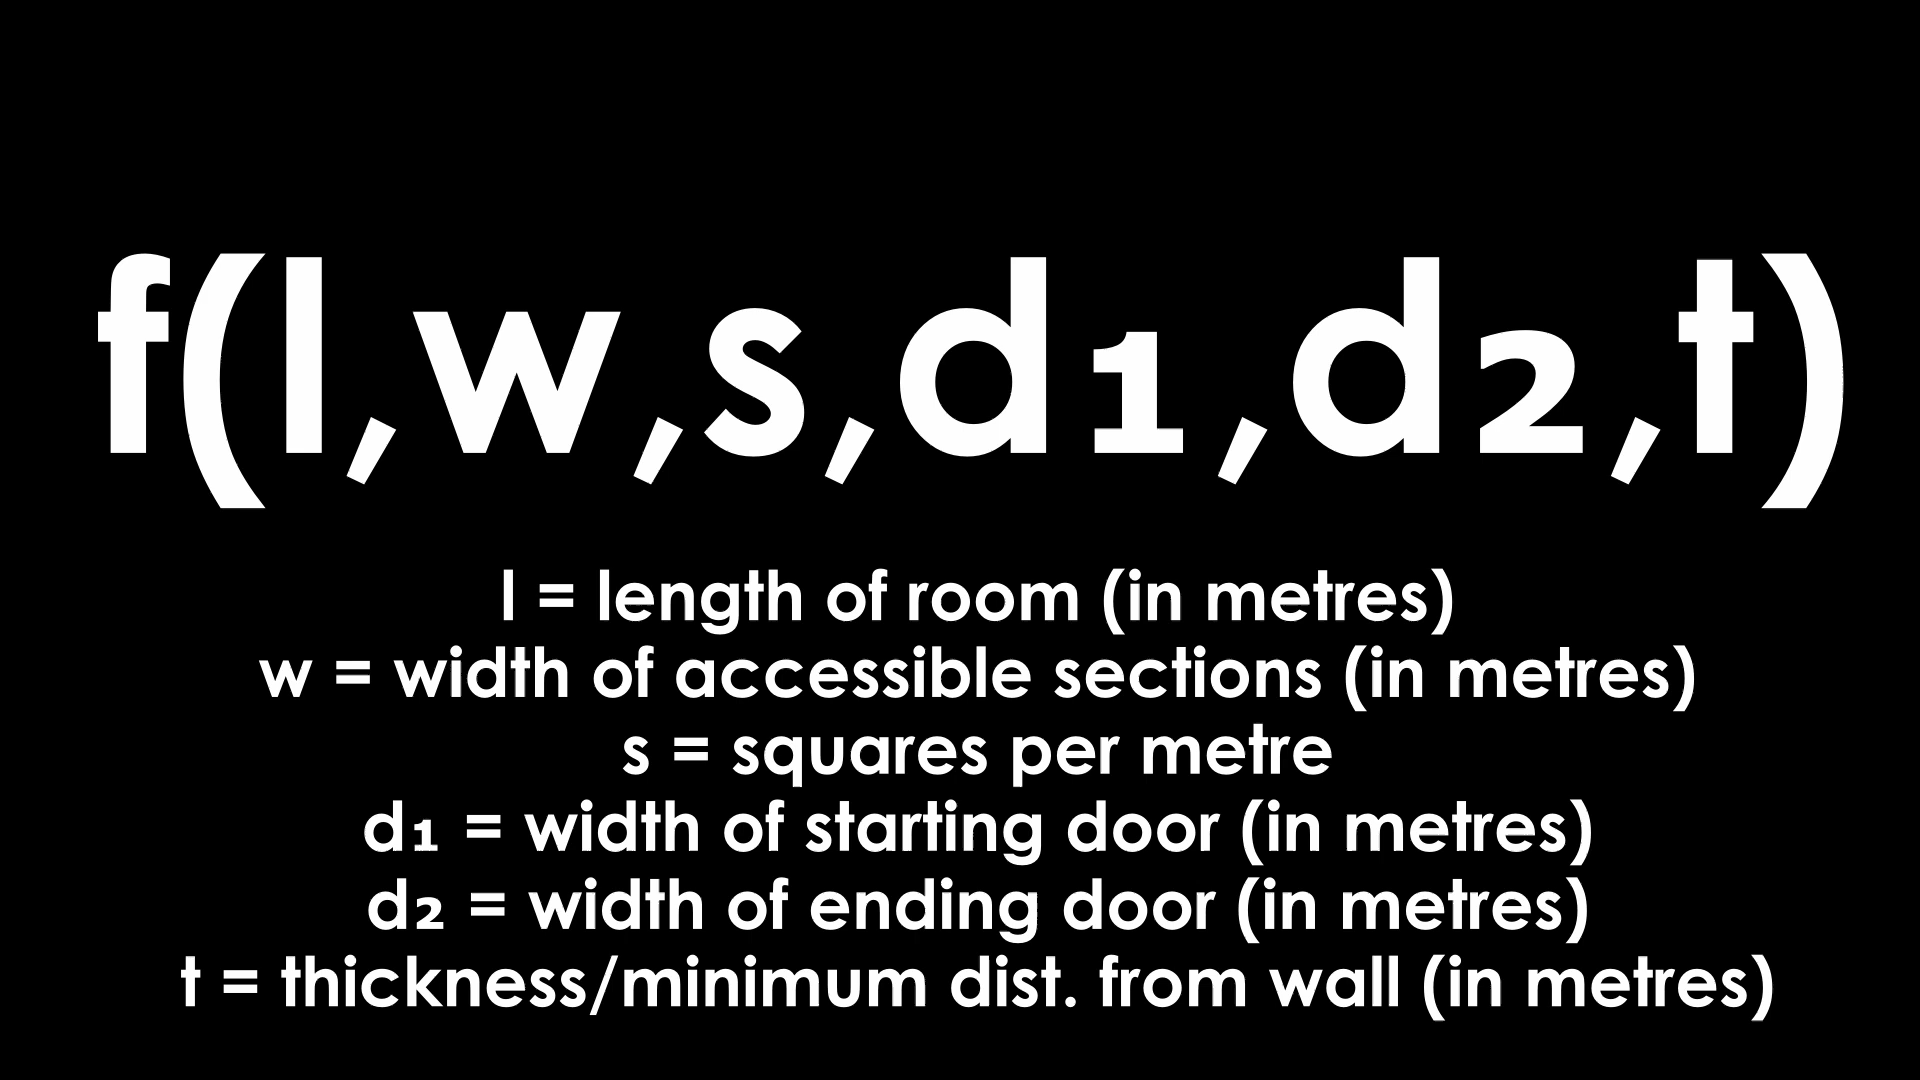 f(l,w,s,d1,d2,t)
l = length of room (in metres)
w = width of accessible sections (in metres)
s = squares per metre
d1 = width of starting door (in metres)
d2 = width of ending door (in metres)
t = thickness/minimum dist. from wall (in metres)